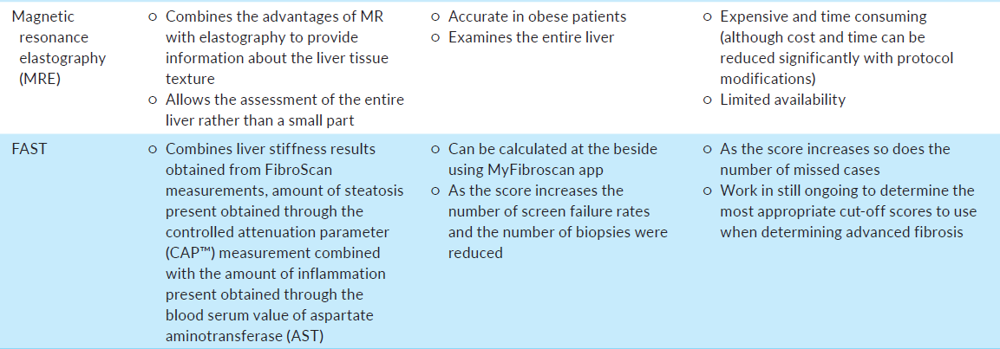 Magnetic
resonance
elastography
(MRE)
○ Combines the advantages of MR
with elastography to provide
information about the liver tissue
texture
○ Allows the assessment of the entire
liver rather than a small part
○ Accurate in obese patients
○ Examines the entire liver
○ Expensive and time consuming
(although cost and time can be
reduced significantly with protocol
modifications)
○ Limited availability
FAST
○ Combines liver stiffness results
obtained from FibroScan
measurements, amount of steatosis
present obtained through the
controlled attenuation parameter
(CAP™) measurement combined
with the amount of inflammation
present obtained through the
blood serum value of aspartate
aminotransferase (AST)
○ Can be calculated at the beside
using MyFibroscan app
○ As the score increases the
number of screen failure rates
and the number of biopsies were
reduced
○ As the score increases so does the
number of missed cases
○ Work in still ongoing to determine the
most appropriate cut-off scores to use
when determining advanced fibrosis